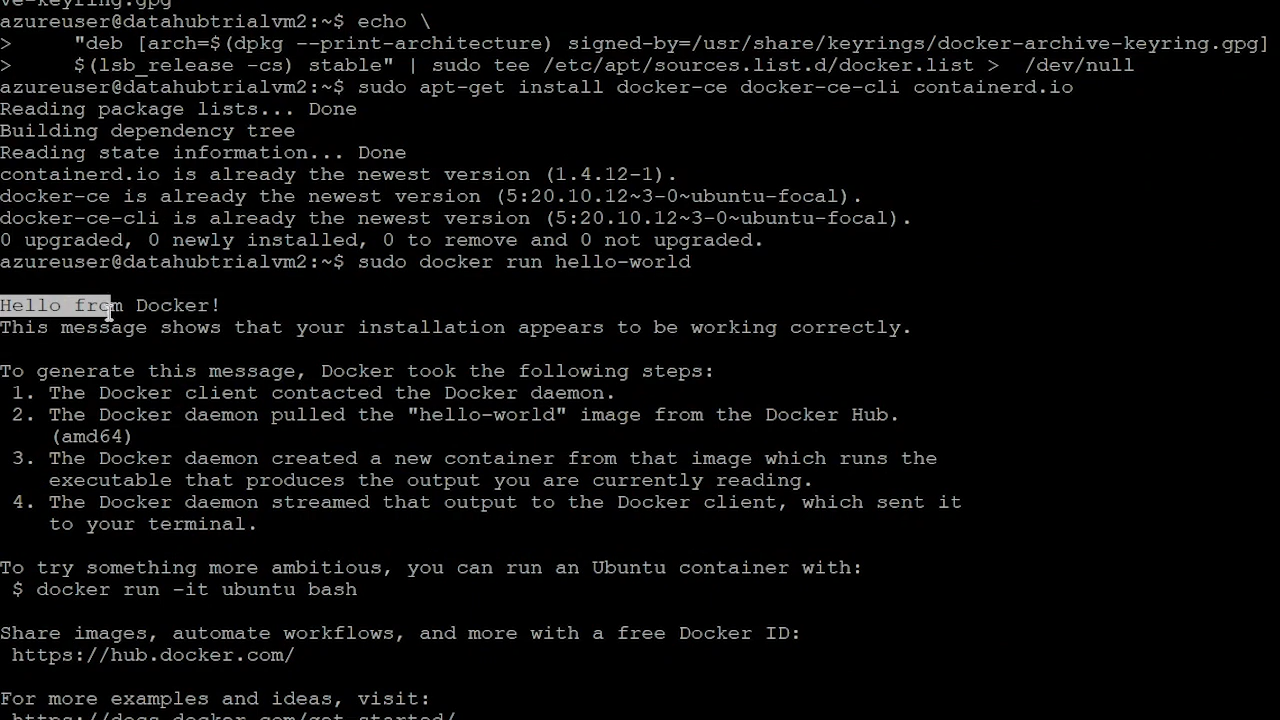 ve-keyring.gpg
azureuser@datahubtrialvm2:~$ echo \
>     "deb [arch=$(dpkg --print-architecture) signed-by=/usr/share/keyrings/docker-archive-keyring.gpg]
>     $(lsb_release -cs) stable" | sudo tee /etc/apt/sources.list.d/docker.list >  /dev/null
azureuser@datahubtrialvm2:~$ sudo apt-get install docker-ce docker-ce-cli containerd.io
Reading package lists... Done
Building dependency tree
Reading state information... Done
containerd.io is already the newest version (1.4.12-1).
docker-ce is already the newest version (5:20.10.12~3-0~ubuntu-focal).
docker-ce-cli is already the newest version (5:20.10.12~3-0~ubuntu-focal).
0 upgraded, 0 newly installed, 0 to remove and 0 not upgraded.
azureuser@datahubtrialvm2:~$ sudo docker run hello-world
Hello from Docker!
This message shows that your installation appears to be working correctly.
To generate this message, Docker took the following steps:
1. The Docker client contacted the Docker daemon.
2. The Docker daemon pulled the "hello-world" image from the Docker Hub.
(amd64)
3. The Docker daemon created a new container from that image which runs the
executable that produces the output you are currently reading.
4. The Docker daemon streamed that output to the Docker client, which sent it
to your terminal.
To try something more ambitious, you can run an Ubuntu container with:
$ docker run -it ubuntu bash
Share images, automate workflows, and more with a free Docker ID:
https://hub.docker.com/
For more examples and ideas, visit:
https://docs.docker.com/get-started/